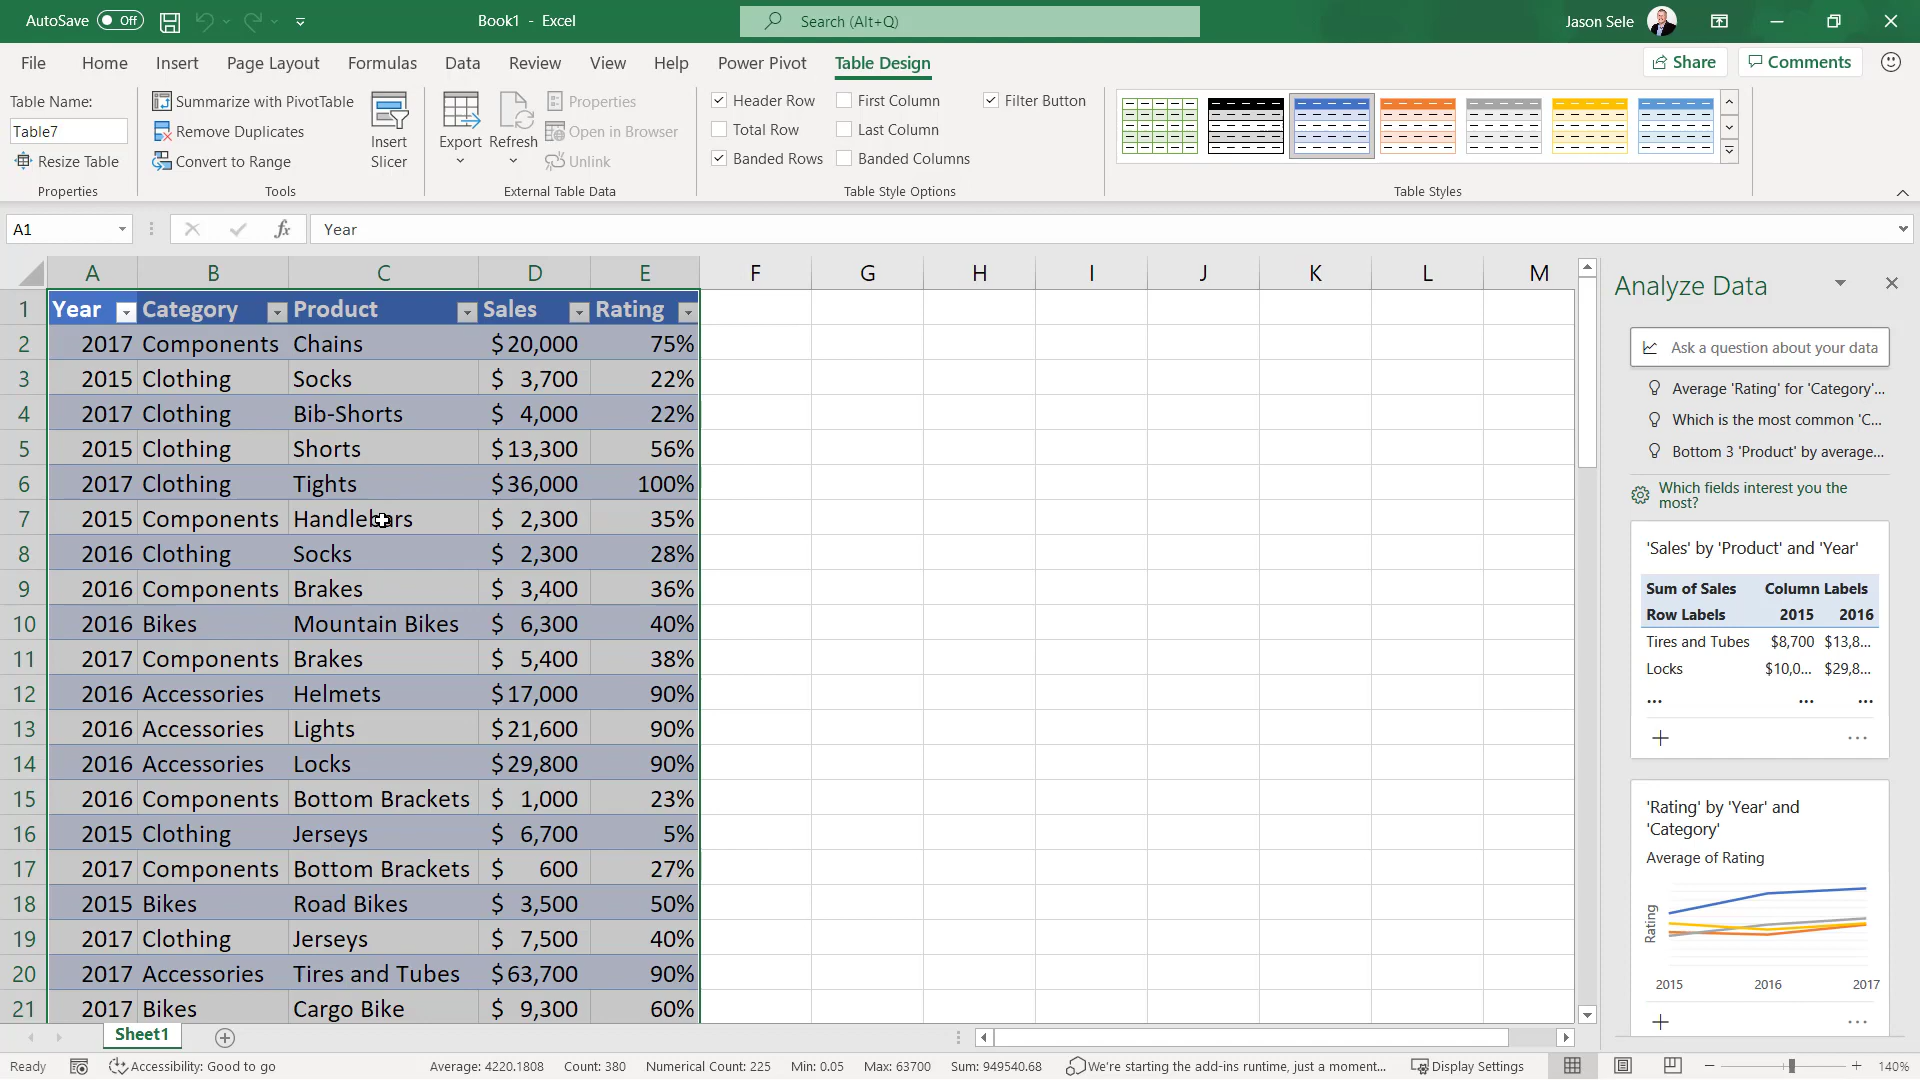 AutoSave Off Book1 - Excel Search (Alt+Q) Jason Sele
File Home Insert Page Layout Formulas Data Review View Help Power Pivot Table Design Share Comments
Table Name:
Table7
Resize Table
Properties
Summarize with PivotTable
Remove Duplicates
Convert to Range
Insert
Slicer
Tools
Export
Refresh
Properties
Open in Browser
Unlink
External Table Data
Header Row First Column Filter Button
Total Row Last Column
Banded Rows Banded Columns
Table Style Options
Table Styles
A1 fx Year
A B C D E F G H I J K L M
1 Year Category Product Sales Rating
2 2017 Components Chains $ 20,000 75%
3 2015 Clothing Socks $ 3,700 22%
4 2017 Clothing Bib-Shorts $ 4,000 22%
5 2015 Clothing Shorts $ 13,300 56%
6 2017 Clothing Tights $ 36,000 100%
7 2015 Components Handlebars $ 2,300 35%
8 2016 Clothing Socks $ 2,300 28%
9 2016 Components Brakes $ 3,400 36%
10 2016 Bikes Mountain Bikes $ 6,300 40%
11 2017 Components Brakes $ 5,400 38%
12 2016 Accessories Helmets $ 17,000 90%
13 2016 Accessories Lights $ 21,600 90%
14 2016 Accessories Locks $ 29,800 90%
15 2016 Components Bottom Brackets $ 1,000 23%
16 2015 Clothing Jerseys $ 6,700 5%
17 2017 Components Bottom Brackets $ 600 27%
18 2015 Bikes Road Bikes $ 3,500 50%
19 2017 Clothing Jerseys $ 7,500 40%
20 2017 Accessories Tires and Tubes $ 63,700 90%
21 2017 Bikes Cargo Bike $ 9,300 60%
Analyze Data
Ask a question about your data
Average 'Rating' for 'Category'...
Which is the most common 'C...
Bottom 3 'Product' by average...
Which fields interest you the
most?
'Sales' by 'Product' and 'Year'
Sum of Sales Column Labels
Row Labels 2015 2016
Tires and Tubes $8,700 $13,8...
Locks $10,0... $29,8...
... ... ...
'Rating' by 'Year' and
'Category'
Average of Rating
Rating
2015 2016 2017
Sheet1
Ready Accessibility: Good to go Average: 4220.1808 Count: 380 Numerical Count: 225 Min: 0.05 Max: 63700 Sum: 949540.68 We're starting the add-ins runtime, just a moment... Display Settings 140%